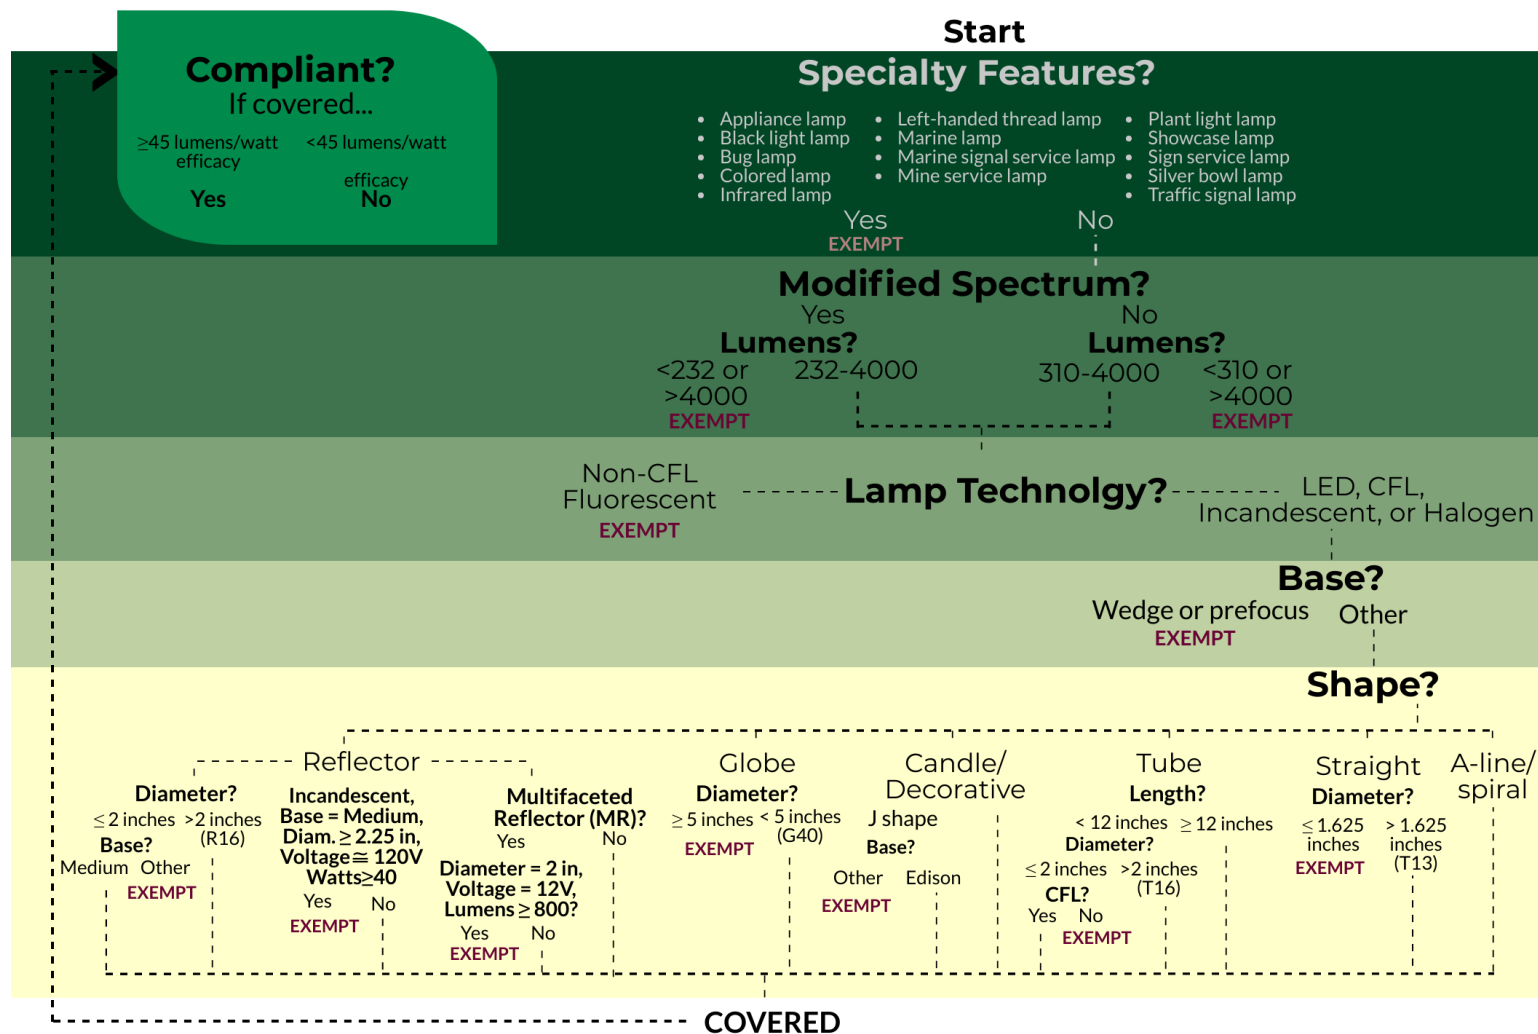 Start
Compliant?
If covered...
≥45 lumens/watt
efficacy
Yes
<45 lumens/watt
efficacy
No
Specialty Features?
• Appliance lamp
• Black light lamp
• Bug lamp
• Colored lamp
• Infrared lamp
• Left-handed thread lamp
• Marine lamp
• Marine signal service lamp
• Mine service lamp
• Plant light lamp
• Showcase lamp
• Sign service lamp
• Silver bowl lamp
• Traffic signal lamp
Yes
EXEMPT
No
Modified Spectrum?
Yes
No
Lumens?
<232 or
>4000
EXEMPT
232-4000
Lumens?
310-4000
<310 or
>4000
EXEMPT
Lamp Technolgy?
Non-CFL
Fluorescent
EXEMPT
LED, CFL,
Incandescent, or Halogen
Base?
Wedge or prefocus
EXEMPT
Other
Shape?
Reflector
Diameter?
≤ 2 inches
>2 inches
(R16)
Base?
Medium
Other
EXEMPT
Incandescent,
Base = Medium,
Diam. ≥ 2.25 in,
Voltage ≅ 120V
Watts≥40
Yes
EXEMPT
No
Multifaceted
Reflector (MR)?
Yes
No
Diameter = 2 in,
Voltage = 12V,
Lumens ≥ 800?
Yes
EXEMPT
No
Globe
Diameter?
≥ 5 inches
EXEMPT
< 5 inches
(G40)
Candle/
Decorative
J shape
Base?
Other
EXEMPT
Edison
Tube
Length?
< 12 inches
≥ 12 inches
Diameter?
≤ 2 inches
>2 inches
(T16)
CFL?
Yes
No
EXEMPT
Straight
Diameter?
≤ 1.625
inches
EXEMPT
> 1.625
inches
(T13)
A-line/
spiral
COVERED